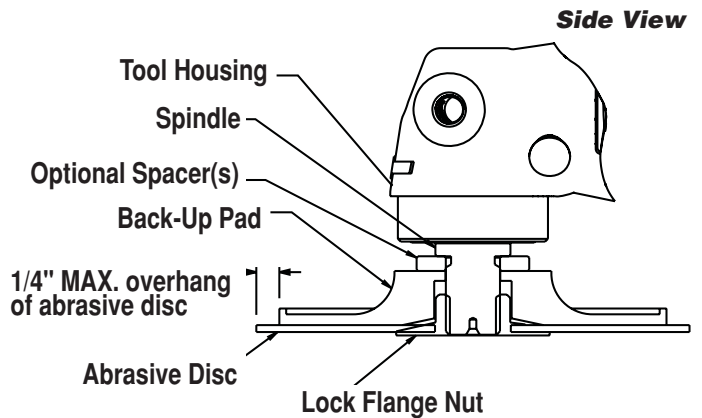 Side View
Tool Housing
Spindle
Optional Spacer(s)
Back-Up Pad
1/4" MAX. overhang
of abrasive disc
Abrasive Disc
Lock Flange Nut